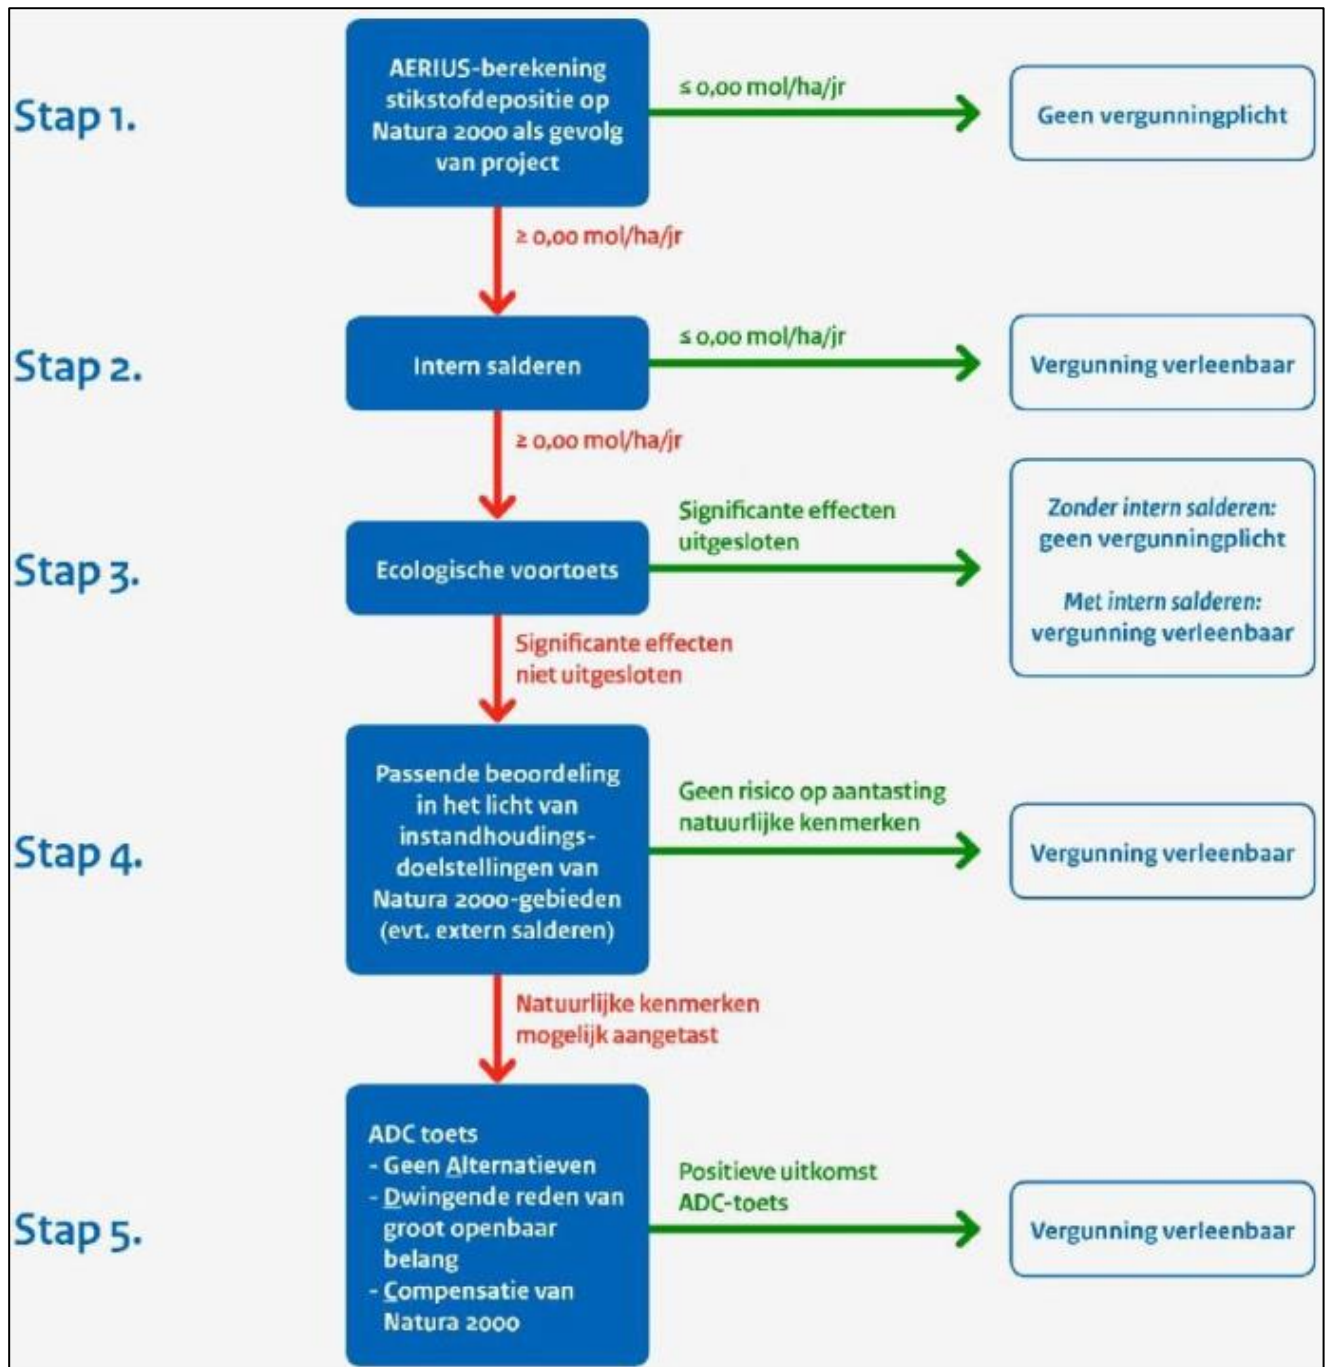 Stap 1.
AERIUS-berekening
stikstofdepositie op
Natura 2000 als gevolg
van project
≤ 0,00 mol/ha/jr
Geen vergunningplicht
≥ 0,00 mol/ha/jr
Stap 2.
Intern salderen
≤ 0,00 mol/ha/jr
Vergunning verleenbaar
≥ 0,00 mol/ha/jr
Stap 3.
Ecologische voortoets
Significante effecten
uitgesloten
Zonder intern salderen:
geen vergunningplicht
Met intern salderen:
vergunning verleenbaar
Significante effecten
niet uitgesloten
Stap 4.
Passende beoordeling
in het licht van
instandhoudings-
doelstellingen van
Natura 2000-gebieden
(evt. extern salderen)
Geen risico op aantasting
natuurlijke kenmerken
Vergunning verleenbaar
Natuurlijke kenmerken
mogelijk aangetast
Stap 5.
ADC toets
- Geen Alternatieven
- Dwingende reden van
groot openbaar
belang
- Compensatie van
Natura 2000
Positieve uitkomst
ADC-toets
Vergunning verleenbaar